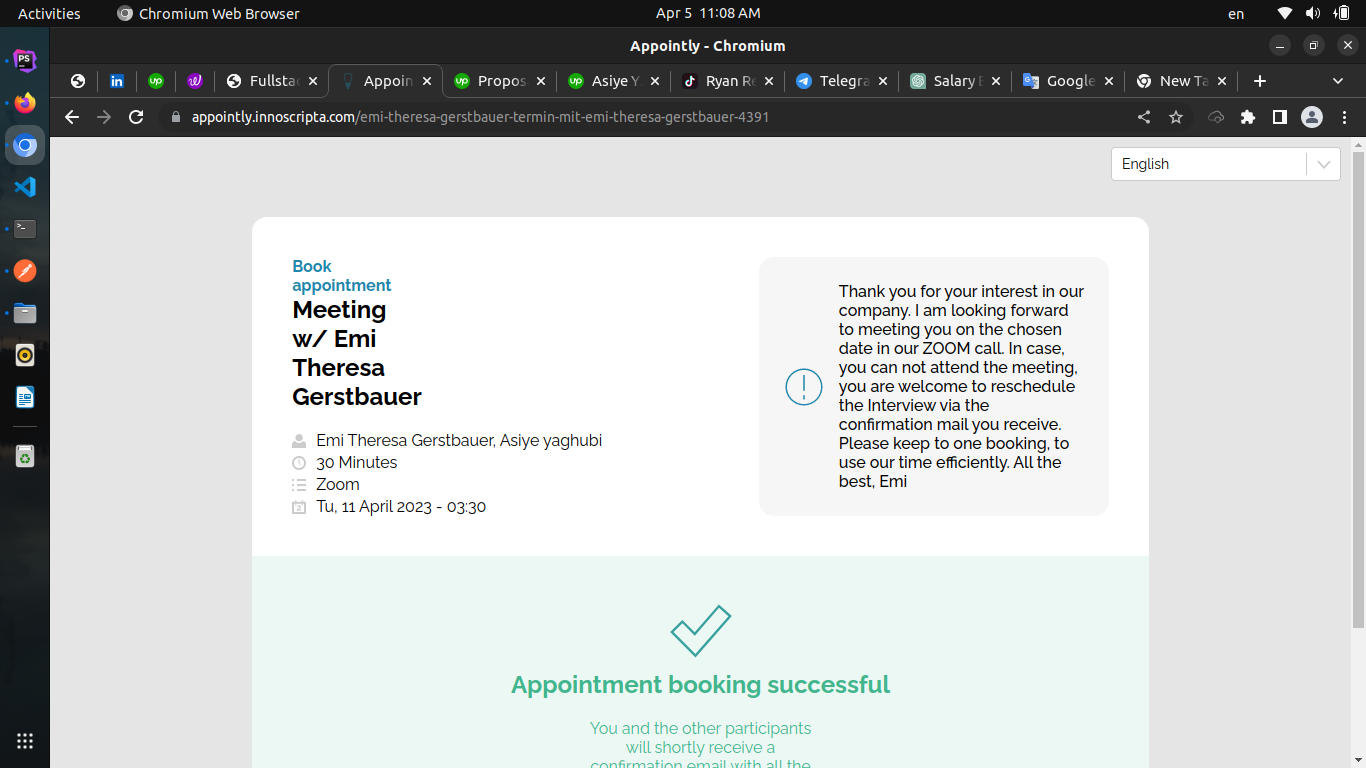 Activities
Chromium Web Browser
Apr 5 11:08 AM
en
Appointly - Chromium
Fullsta
Appoin
Propos
Asiye Y
Ryan Re
Telegra
Salary E
Google
New Ta
appointly.innoscripta.com/emi-theresa-gerstbauer-termin-mit-emi-theresa-gerstbauer-4391
English
Book
appointment
Meeting
w/ Emi
Theresa
Gerstbauer
Emi Theresa Gerstbauer, Asiye yaghubi
30 Minutes
Zoom
Tu, 11 April 2023 - 03:30
Thank you for your interest in our
company. I am looking forward
to meeting you on the chosen
date in our ZOOM call. In case,
you can not attend the meeting,
you are welcome to reschedule
the Interview via the
confirmation mail you receive.
Please keep to one booking, to
use our time efficiently. All the
best, Emi
Appointment booking successful
You and the other participants
will shortly receive a
confirmation email with all the